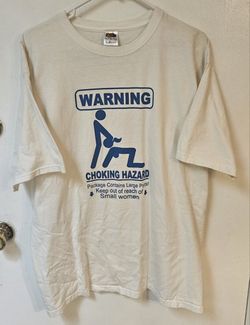 WARNING
CHOKING HAZARD
Package Contains Large Parts
Keep out of reach of
Small women